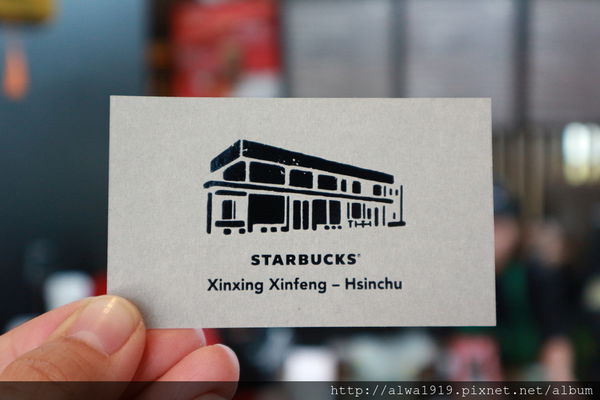 STARBUCKS®
Xinxing Xinfeng – Hsinchu
http://alwa1919.pixnet.net/album